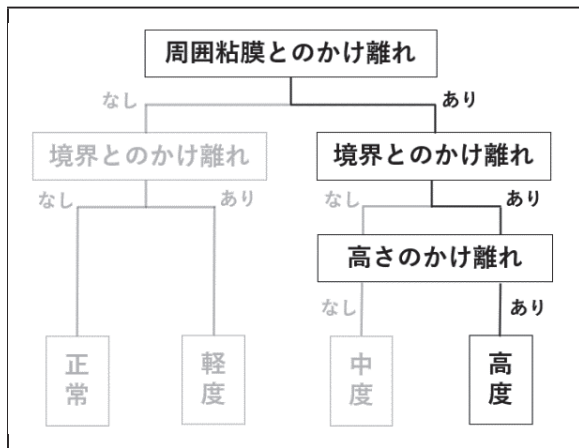 周囲粘膜とのかけ離れ
なし
あり
境界とのかけ離れ
境界とのかけ離れ
なし
あり
なし
あり
高さのかけ離れ
なし
あり
正常
軽度
中度
高度